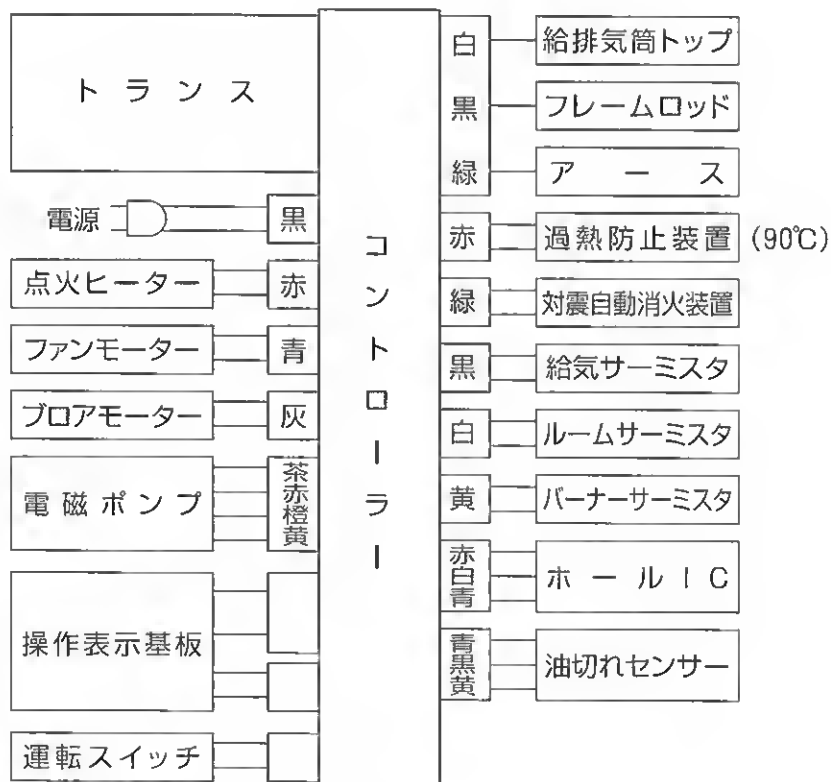 トランス
電源
黒
点火ヒーター
赤
ファンモーター
青
ブロアモーター
灰
電磁ポンプ
茶
赤
橙
黄
操作表示基板
運転スイッチ
コントローラー
白
給排気筒トップ
黒
フレームロッド
緑
アース
赤
過熱防止装置 (90℃)
緑
対震自動消火装置
黒
給気サーミスタ
白
ルームサーミスタ
黄
バーナーサーミスタ
赤
白
青
ホールIC
青
黒
黄
油切れセンサー